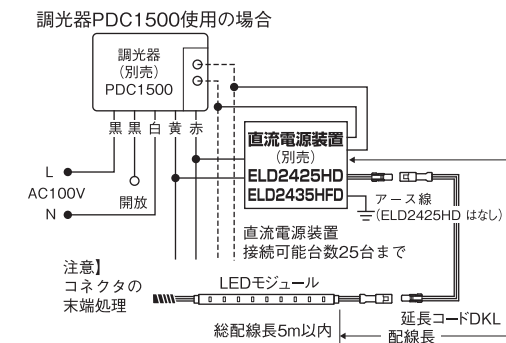 調光器PDC1500使用の場合
調光器
(別売)
PDC1500
黒 黒 白 黄 赤
L
AC100V
N
開放
直流電源装置
(別売)
ELD2425HD
ELD2435HFD
アース線
(ELD2425HD はなし)
直流電源装置
接続可能台数25台まで
注意】
コネクタの
末端処理
LEDモジュール
延長コードDKL
総配線長5m以内
配線長